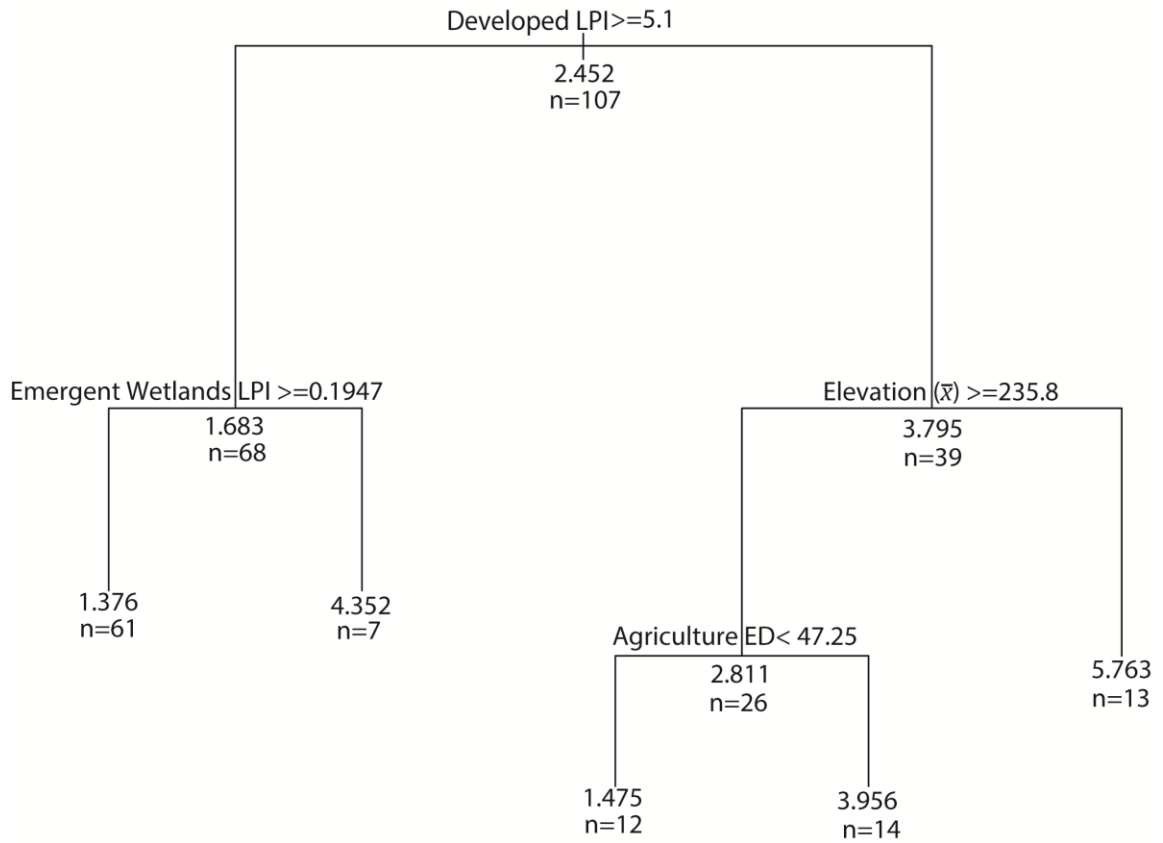 Developed LPI>=5.1
2.452
n=107
Emergent Wetlands LPI >=0.1947
1.683
n=68
Elevation (x̅) >=235.8
3.795
n=39
1.376
n=61
4.352
n=7
Agriculture ED< 47.25
2.811
n=26
5.763
n=13
1.475
n=12
3.956
n=14